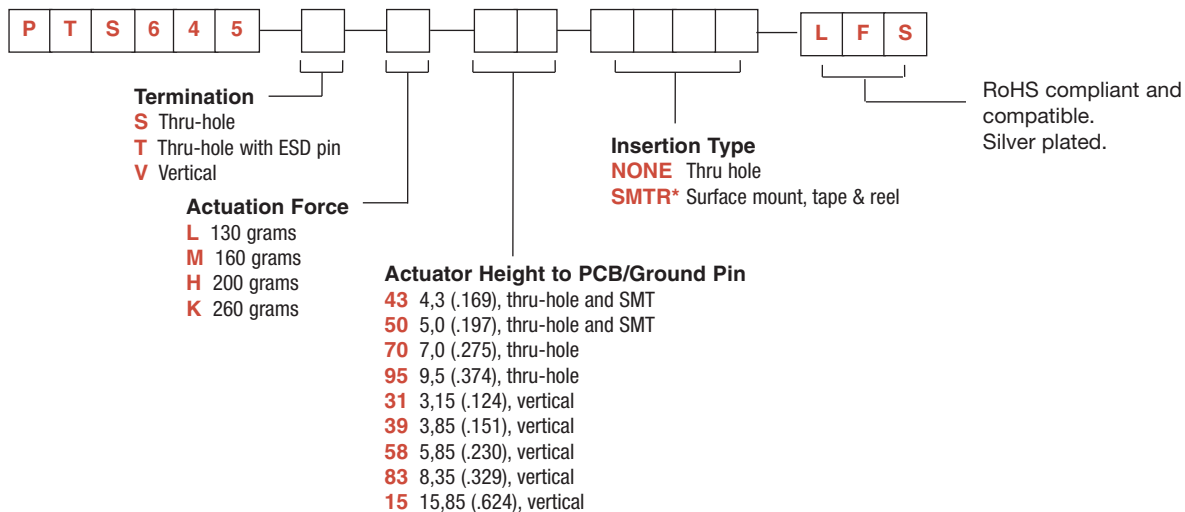 P T S 6 4 5
L F S
Termination
S Thru-hole
T Thru-hole with ESD pin
V Vertical
Actuation Force
L 130 grams
M 160 grams
H 200 grams
K 260 grams
Actuator Height to PCB/Ground Pin
43 4,3 (.169), thru-hole and SMT
50 5,0 (.197), thru-hole and SMT
70 7,0 (.275), thru-hole
95 9,5 (.374), thru-hole
31 3,15 (.124), vertical
39 3,85 (.151), vertical
58 5,85 (.230), vertical
83 8,35 (.329), vertical
15 15,85 (.624), vertical
Insertion Type
NONE Thru hole
SMTR* Surface mount, tape & reel
RoHS compliant and
compatible.
Silver plated.